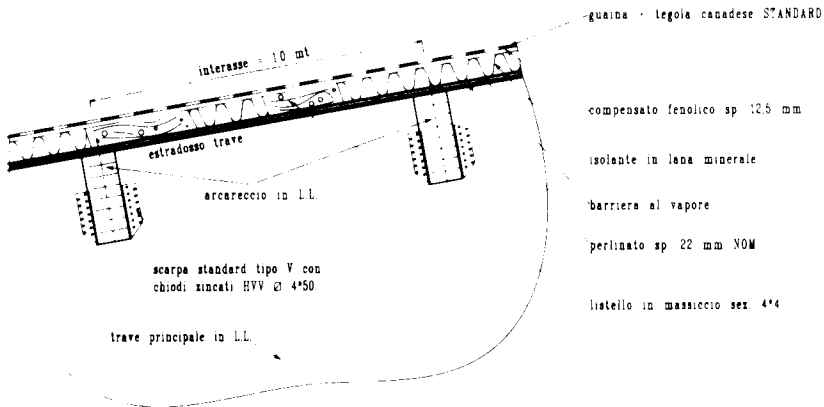 guaina - tegola canadese STANDARD
interasse = 10 mt
compensato fenolico sp 12.5 mm
estradosso trave
isolante in lana minerale
arcareccio in L.L.
barriera al vapore
perlinato sp 22 mm NOM
scarpa standard tipo V con
chiodi zincati HVV Ø 4*50.
listello in massiccio sez. 4*4
trave principale in L.L.